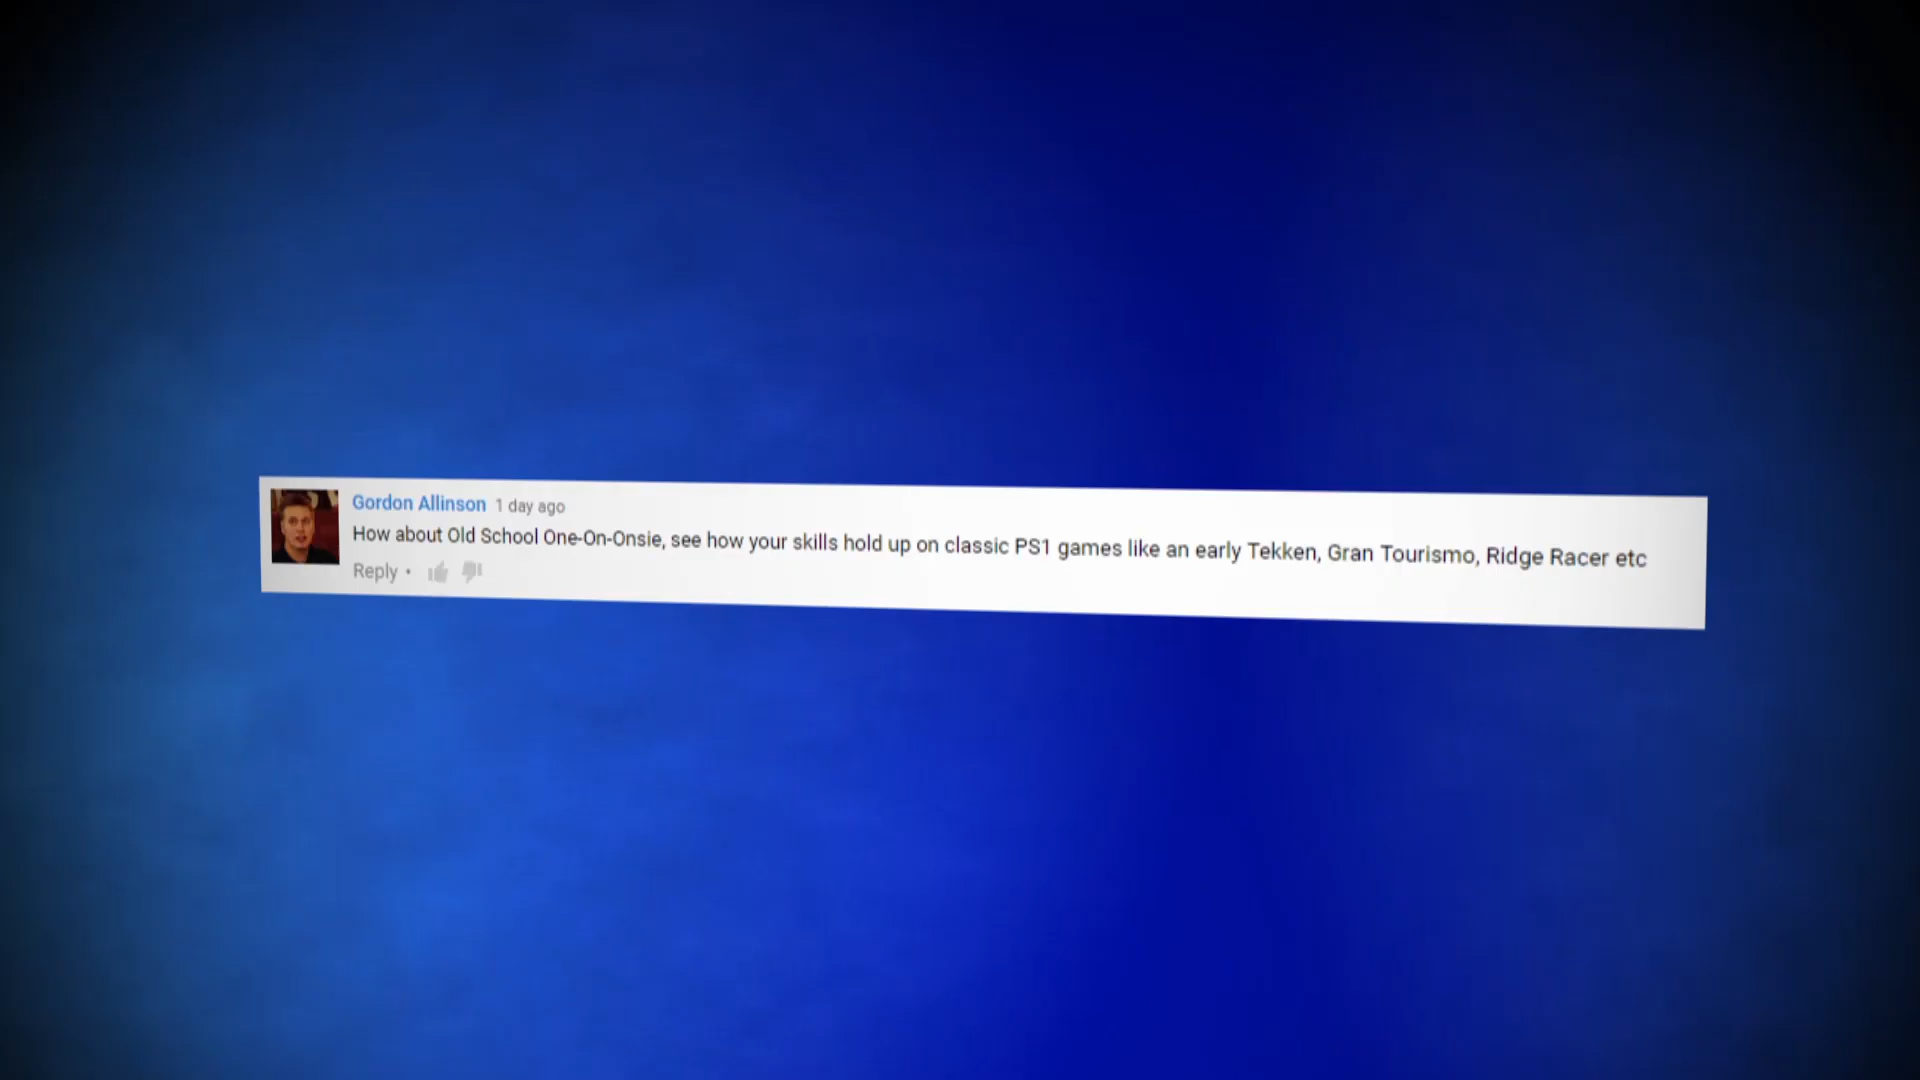 Gordon Allinson 1 day ago
How about Old School One-On-Onsie, see how your skills hold up on classic PS1 games like an early Tekken, Gran Tourismo, Ridge Racer etc
Reply •